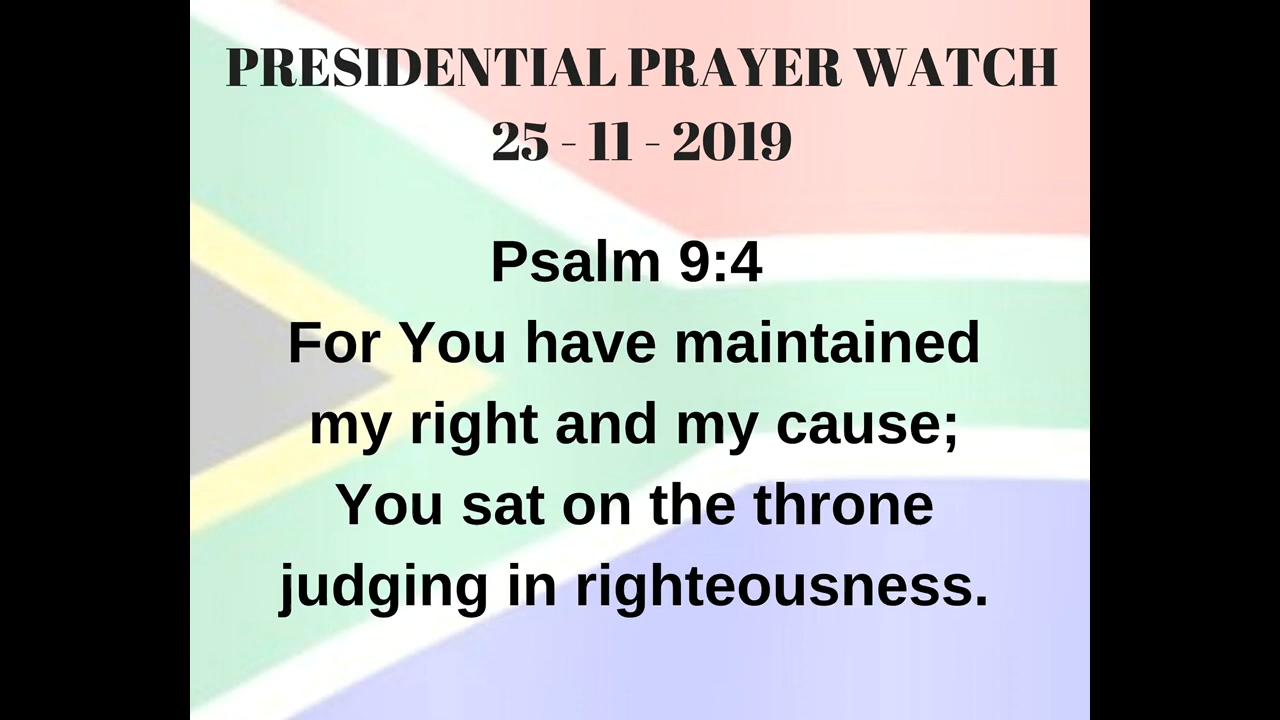 PRESIDENTIAL PRAYER WATCH
25 - 11 - 2019
Psalm 9:4
For You have maintained
my right and my cause;
You sat on the throne
judging in righteousness.